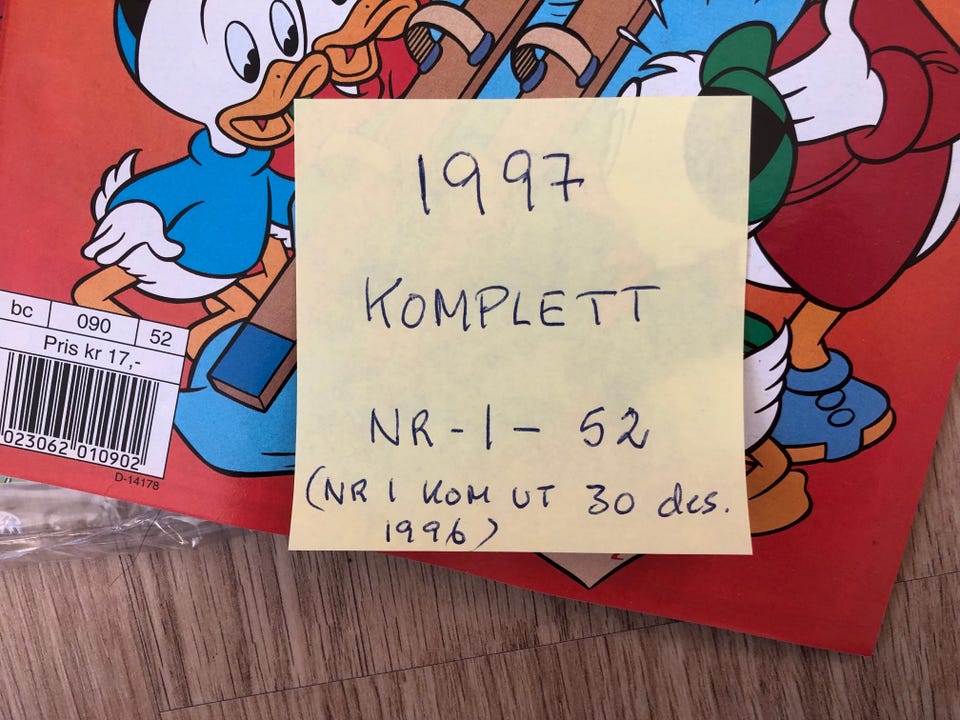 1997
KOMPLETT
NR-1- 52
(NR 1 KOM UT 30 des.
1996)
bc 090 52
Pris kr 17,-
023062 010902
D-14178